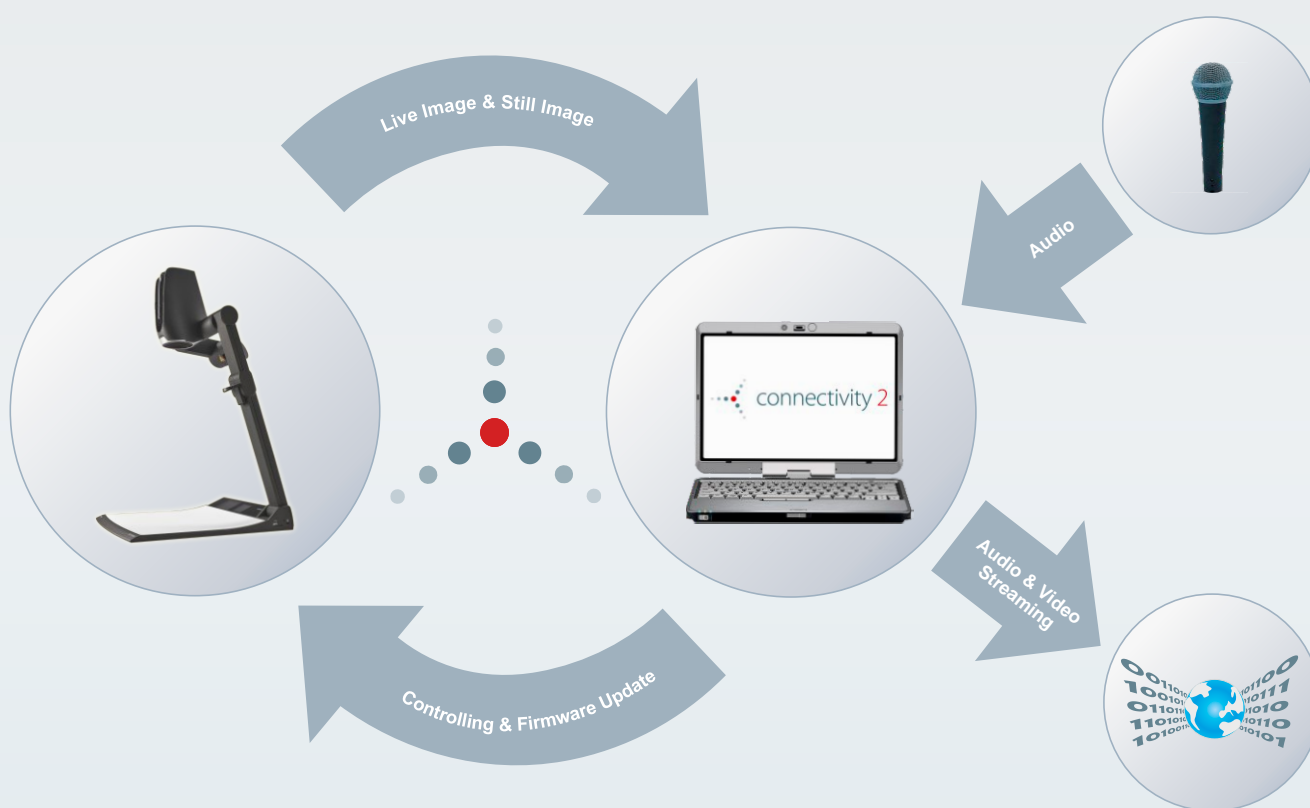 Live Image & Still Image
Audio
connectivity 2
Audio & Video
Streaming
Controlling & Firmware Update